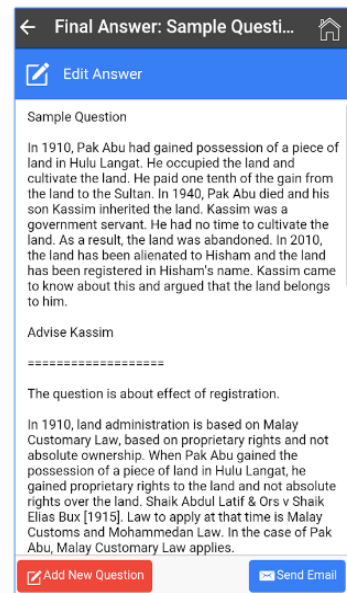 Final Answer: Sample Questi...
Edit Answer
Sample Question
In 1910, Pak Abu had gained possession of a piece of
land in Hulu Langat. He occupied the land and
cultivate the land. He paid one tenth of the gain from
the land to the Sultan. In 1940, Pak Abu died and his
son Kassim inherited the land. Kassim was a
government servant. He had no time to cultivate the
land. As a result, the land was abandoned. In 2010,
the land has been alienated to Hisham and the land
has been registered in Hisham's name. Kassim came
to know about this and argued that the land belongs
to him.
Advise Kassim
===================
The question is about effect of registration.
In 1910, land administration is based on Malay
Customary Law, based on proprietary rights and not
absolute ownership. When Pak Abu gained the
possession of a piece of land in Hulu Langat, he
gained proprietary rights to the land and not absolute
rights over the land. Shaik Abdul Latif & Ors v Shaik
Elias Bux [1915]. Law to apply at that time is Malay
Customs and Mohammedan Law. In the case of Pak
Abu, Malay Customary Law applies.
Add New Question
Send Email